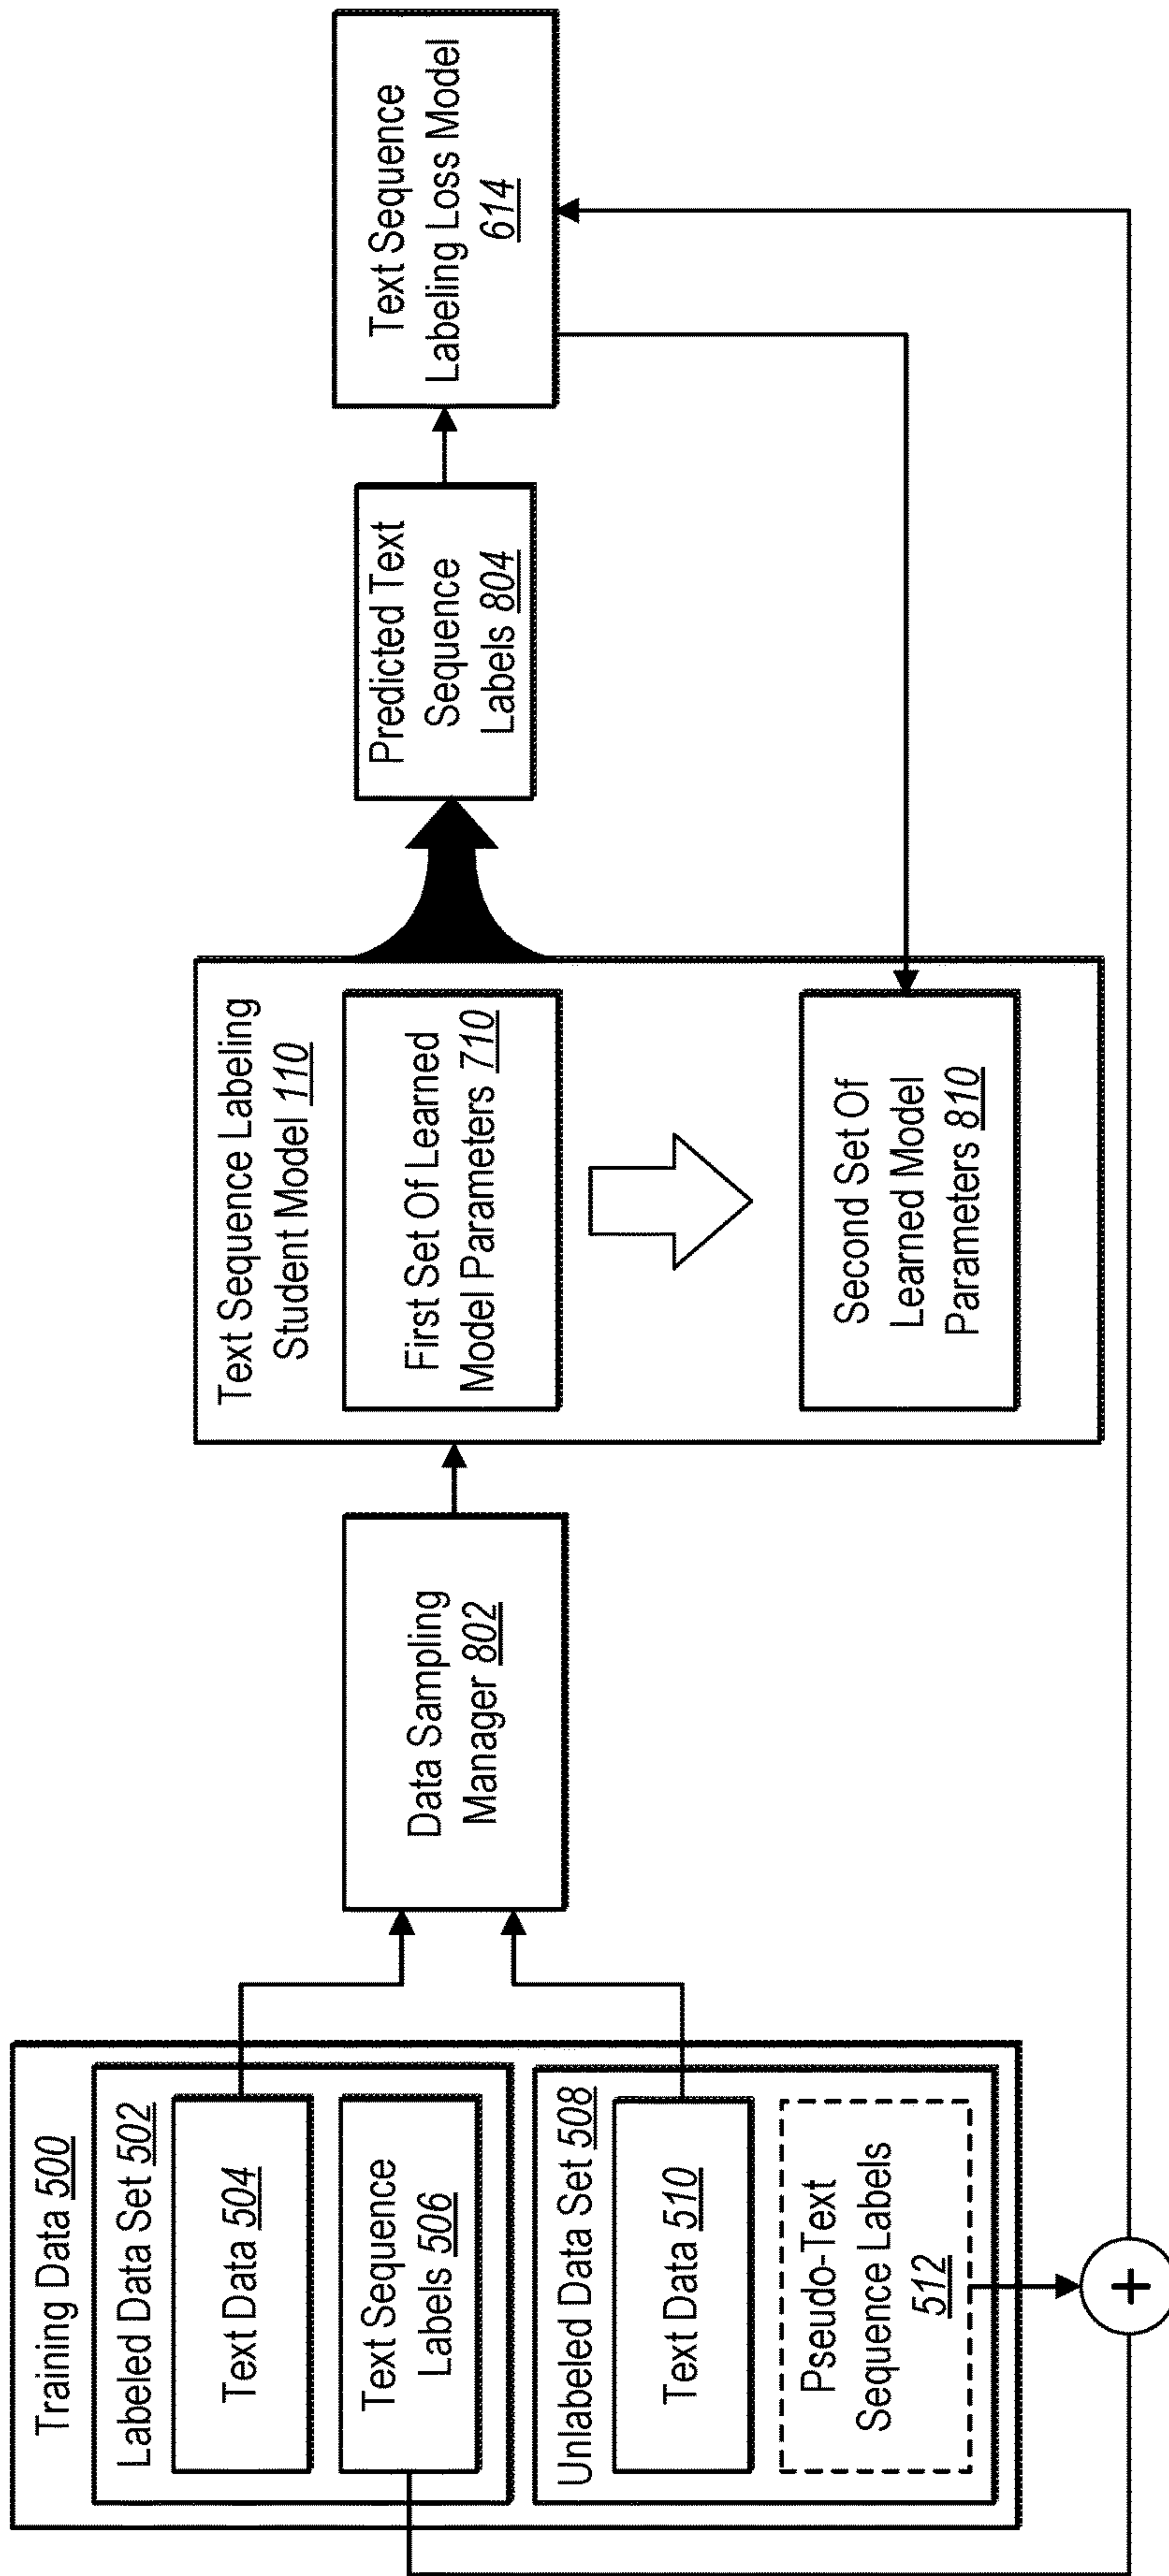 Training Data 500
Labeled Data Set 502
Text Data 504
Text Sequence
Labels 506
Unlabeled Data Set 508
Text Data 510
Pseudo-Text
Sequence Labels
512
+
Data Sampling
Manager 802
Text Sequence Labeling
Student Model 110
First Set Of Learned
Model Parameters 710
Second Set Of
Learned Model
Parameters 810
Predicted Text
Sequence
Labels 804
Text Sequence
Labeling Loss Model
614